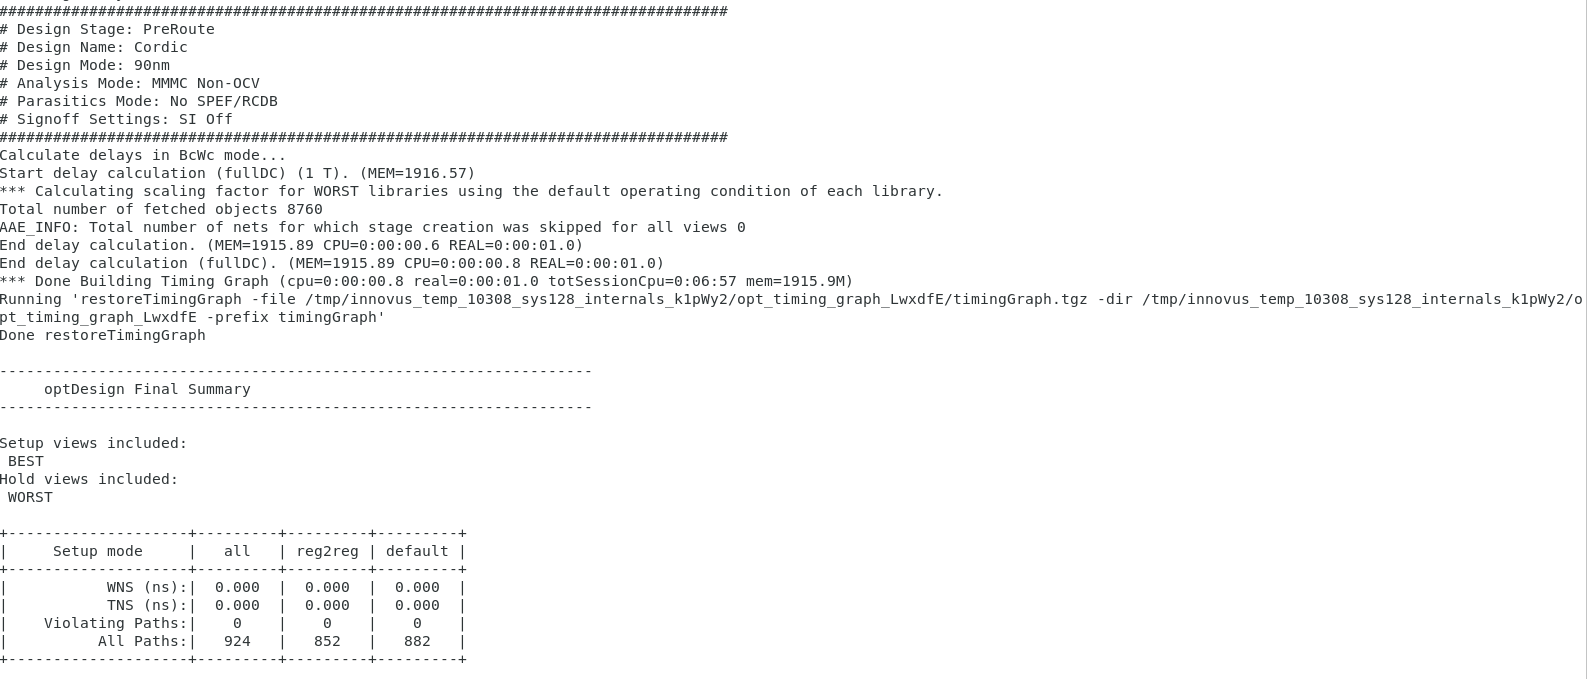 #################################################################################
# Design Stage: PreRoute
# Design Name: Cordic
# Design Mode: 90nm
# Analysis Mode: MMMC Non-OCV
# Parasitics Mode: No SPEF/RCDB
# Signoff Settings: SI Off
#################################################################################
Calculate delays in BcWc mode...
Start delay calculation (fullDC) (1 T). (MEM=1916.57)
*** Calculating scaling factor for WORST libraries using the default operating condition of each library.
Total number of fetched objects 8760
AAE_INFO: Total number of nets for which stage creation was skipped for all views 0
End delay calculation. (MEM=1915.89 CPU=0:00:00.6 REAL=0:00:01.0)
End delay calculation (fullDC). (MEM=1915.89 CPU=0:00:00.8 REAL=0:00:01.0)
*** Done Building Timing Graph (cpu=0:00:00.8 real=0:00:01.0 totSessionCpu=0:06:57 mem=1915.9M)
Running 'restoreTimingGraph -file /tmp/innovus_temp_10308_sys128_internals_k1pWy2/opt_timing_graph_LwxdfE/timingGraph.tgz -dir /tmp/innovus_temp_10308_sys128_internals_k1pWy2/o
pt_timing_graph_LwxdfE -prefix timingGraph'
Done restoreTimingGraph
------------------------------------------------------------------
     optDesign Final Summary
------------------------------------------------------------------
Setup views included:
 BEST
Hold views included:
 WORST
+--------------------+---------+---------+---------+
|     Setup mode     |   all   | reg2reg | default |
+--------------------+---------+---------+---------+
|           WNS (ns):|  0.000  |  0.000  |  0.000  |
|           TNS (ns):|  0.000  |  0.000  |  0.000  |
|    Violating Paths:|    0    |    0    |    0    |
|          All Paths:|   924   |   852   |   882   |
+--------------------+---------+---------+---------+